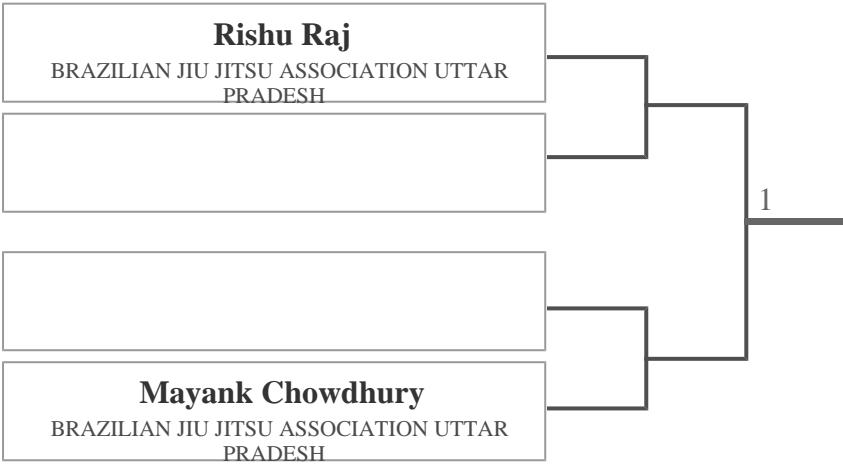 Rishu Raj
BRAZILIAN JIU JITSU ASSOCIATION UTTAR
PRADESH
1
Mayank Chowdhury
BRAZILIAN JIU JITSU ASSOCIATION UTTAR
PRADESH